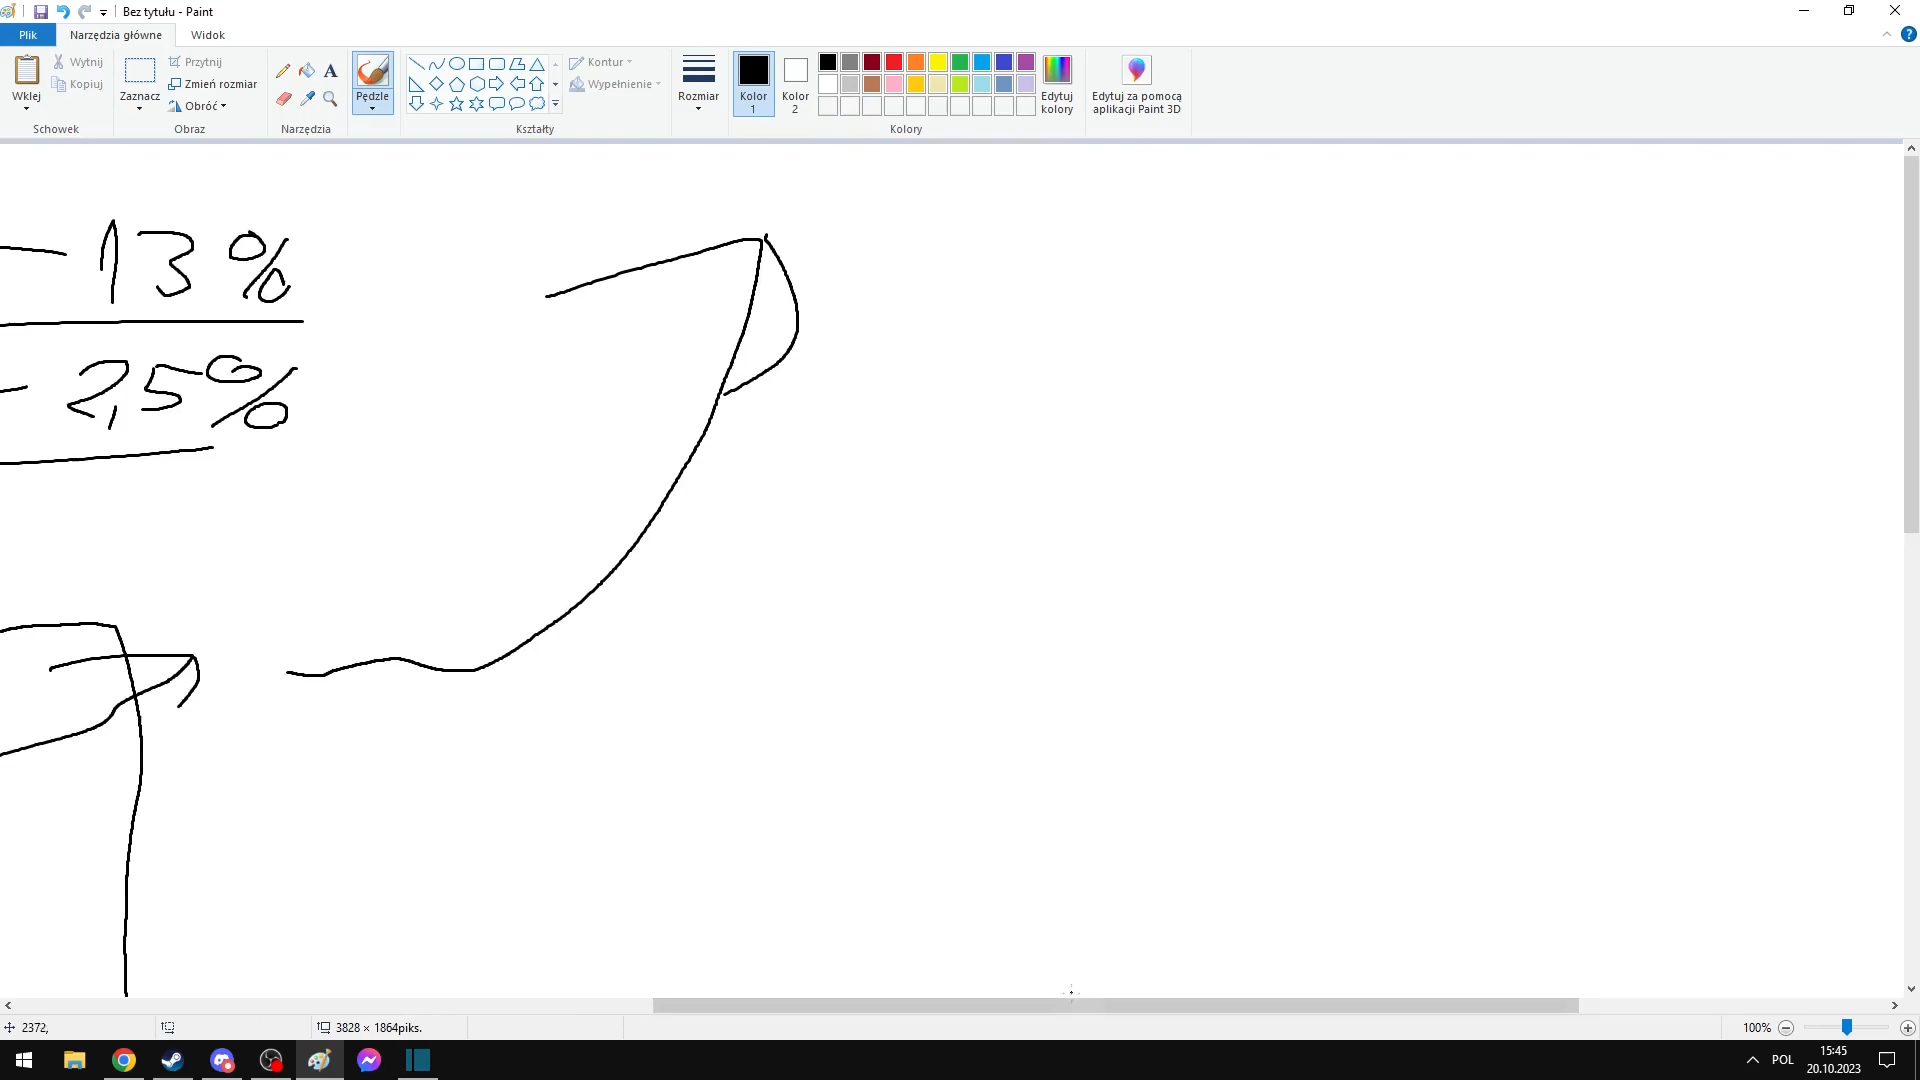 Bez tytułu - Paint
Plik Narzędzia główne Widok
Wklej
Wytnij
Kopiuj
Schowek
Zaznacz
Przytnij
Zmień rozmiar
Obróć
Obraz
A
Narzędzia
Pędzle
Kontur
Wypełnienie
Kształty
Rozmiar
Kolor 1
Kolor 2
Edytuj kolory
Kolory
Edytuj za pomocą aplikacji Paint 3D
- 13 %
- 2,5 %
2372,
3828 × 1864piks.
100%
POL
15:45
20.10.2023